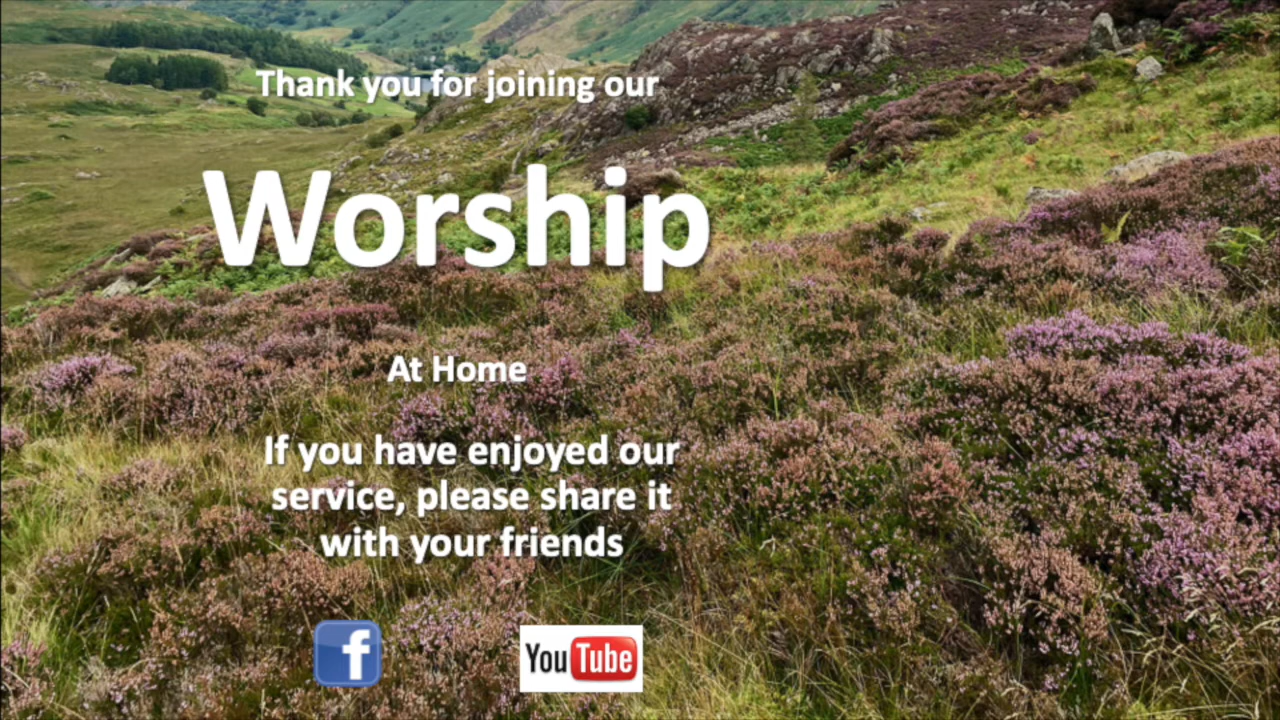 Thank you for joining our
Worship
At Home
If you have enjoyed our
service, please share it
with your friends
f
YouTube